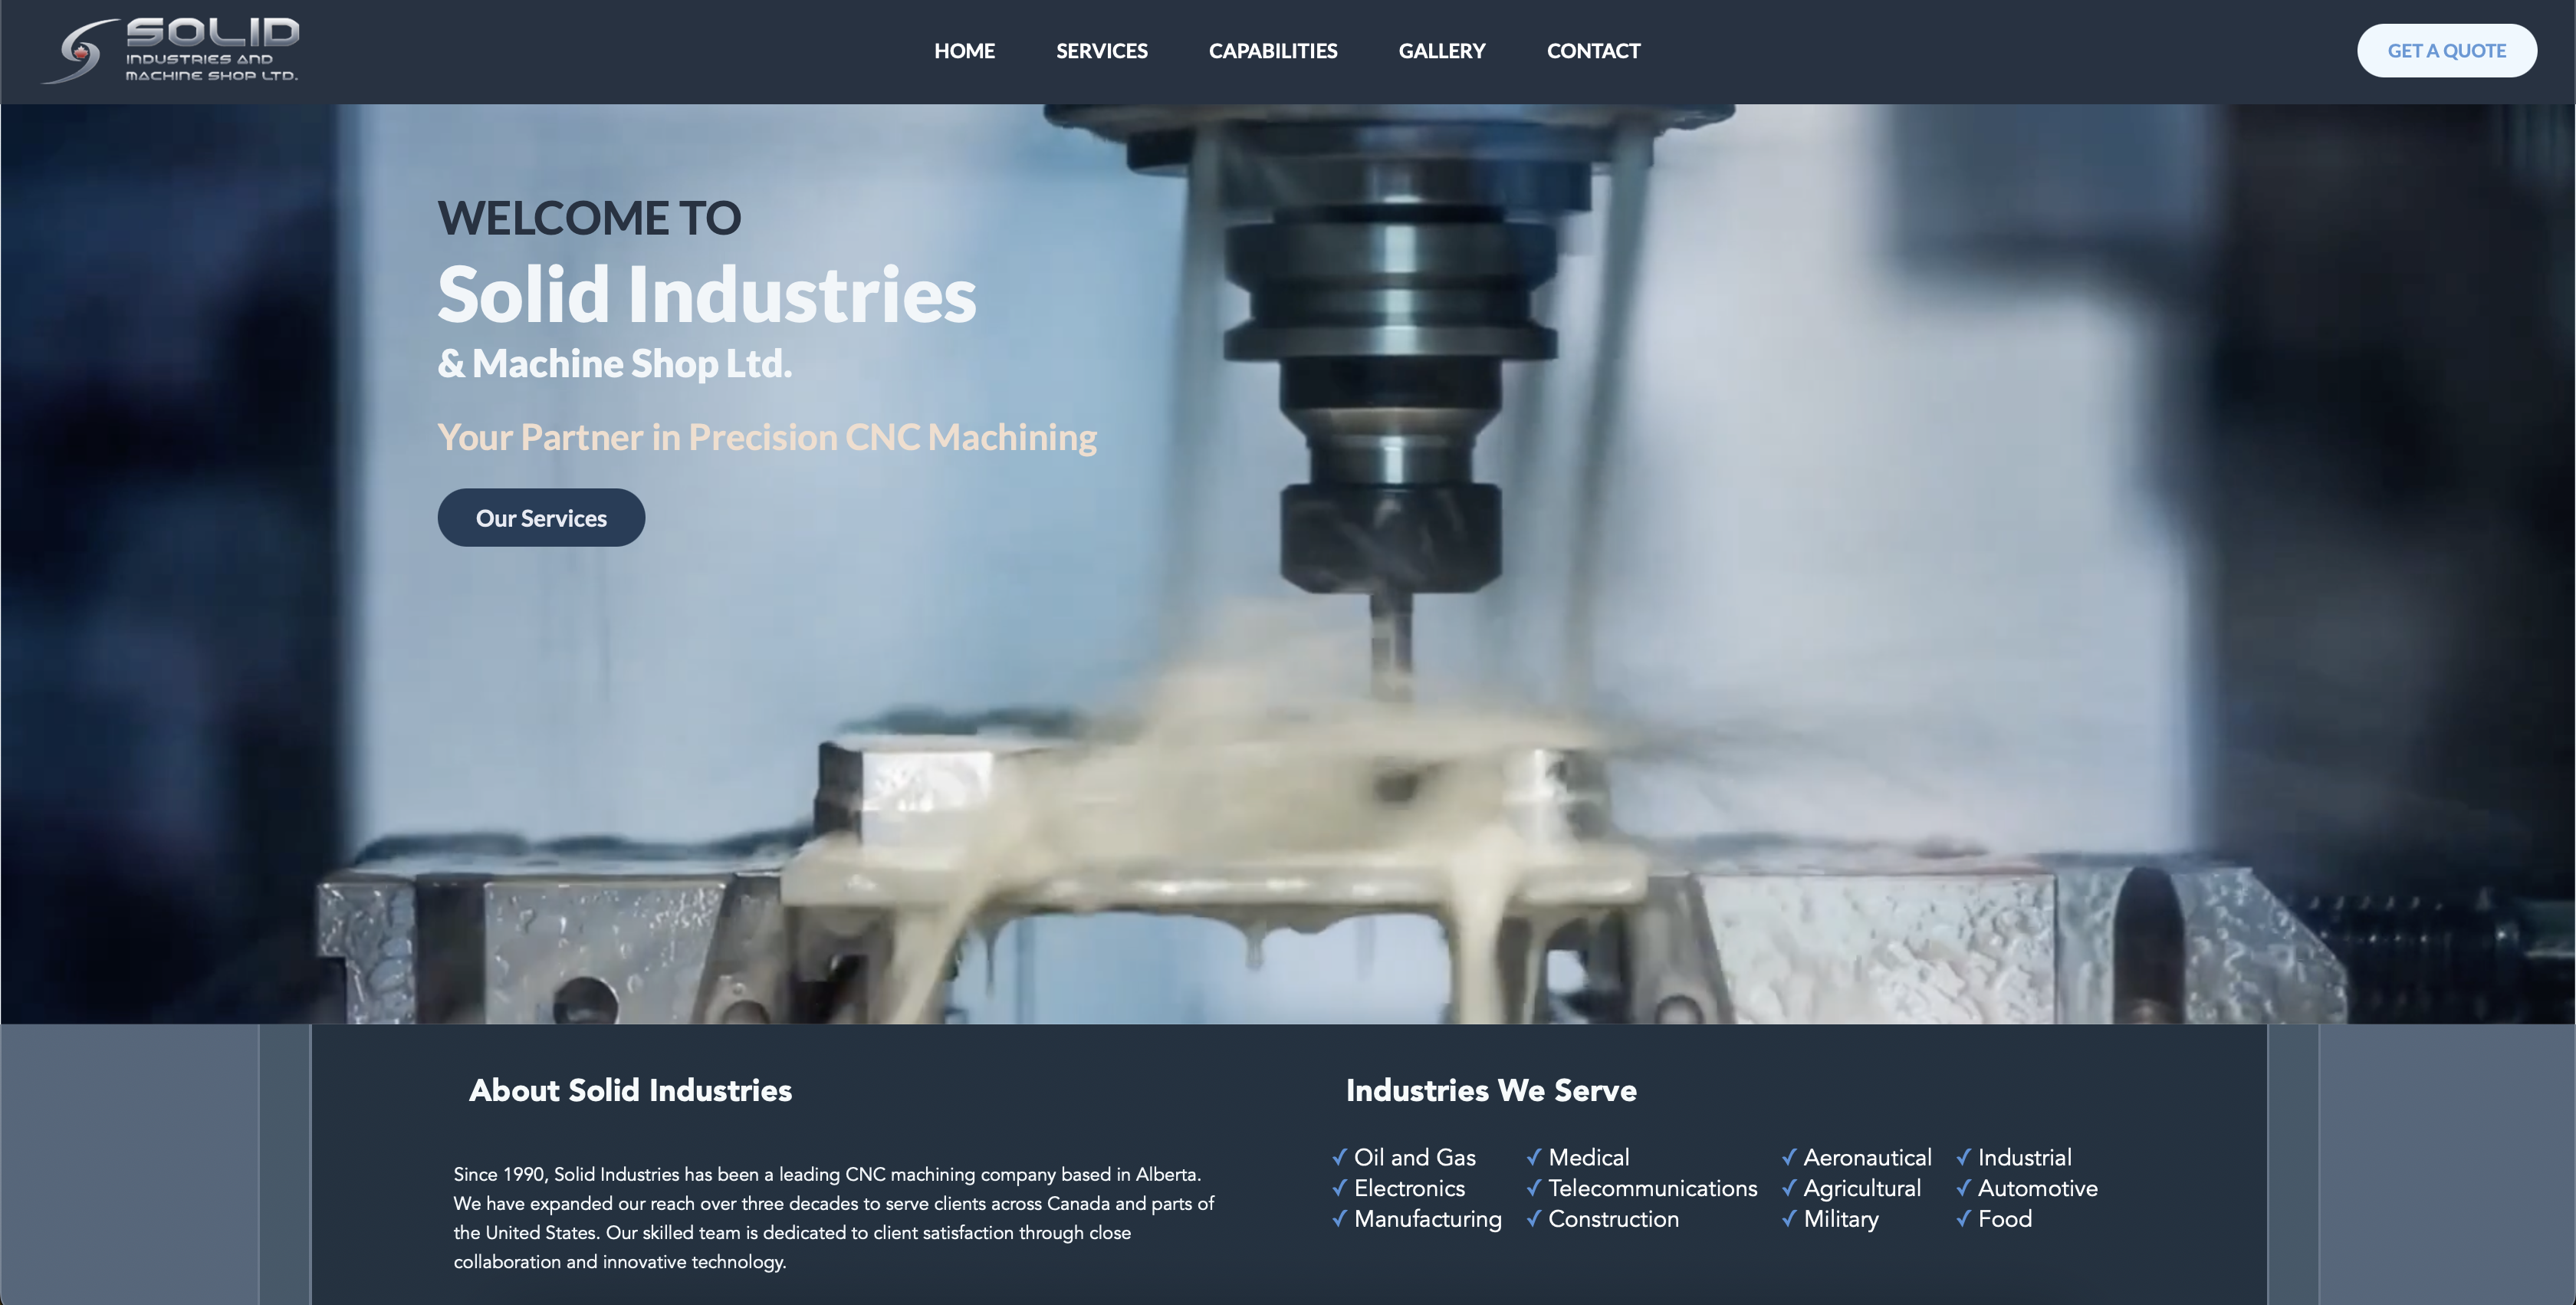 SOLID
INDUSTRIES AND
MACHINE SHOP LTD.
HOME SERVICES CAPABILITIES GALLERY CONTACT
GET A QUOTE
WELCOME TO
Solid Industries
& Machine Shop Ltd.
Your Partner in Precision CNC Machining
Our Services
About Solid Industries
Since 1990, Solid Industries has been a leading CNC machining company based in Alberta.
We have expanded our reach over three decades to serve clients across Canada and parts of
the United States. Our skilled team is dedicated to client satisfaction through close
collaboration and innovative technology.
Industries We Serve
✓ Oil and Gas ✓ Medical ✓ Aeronautical ✓ Industrial
✓ Electronics ✓ Telecommunications ✓ Agricultural ✓ Automotive
✓ Manufacturing ✓ Construction ✓ Military ✓ Food